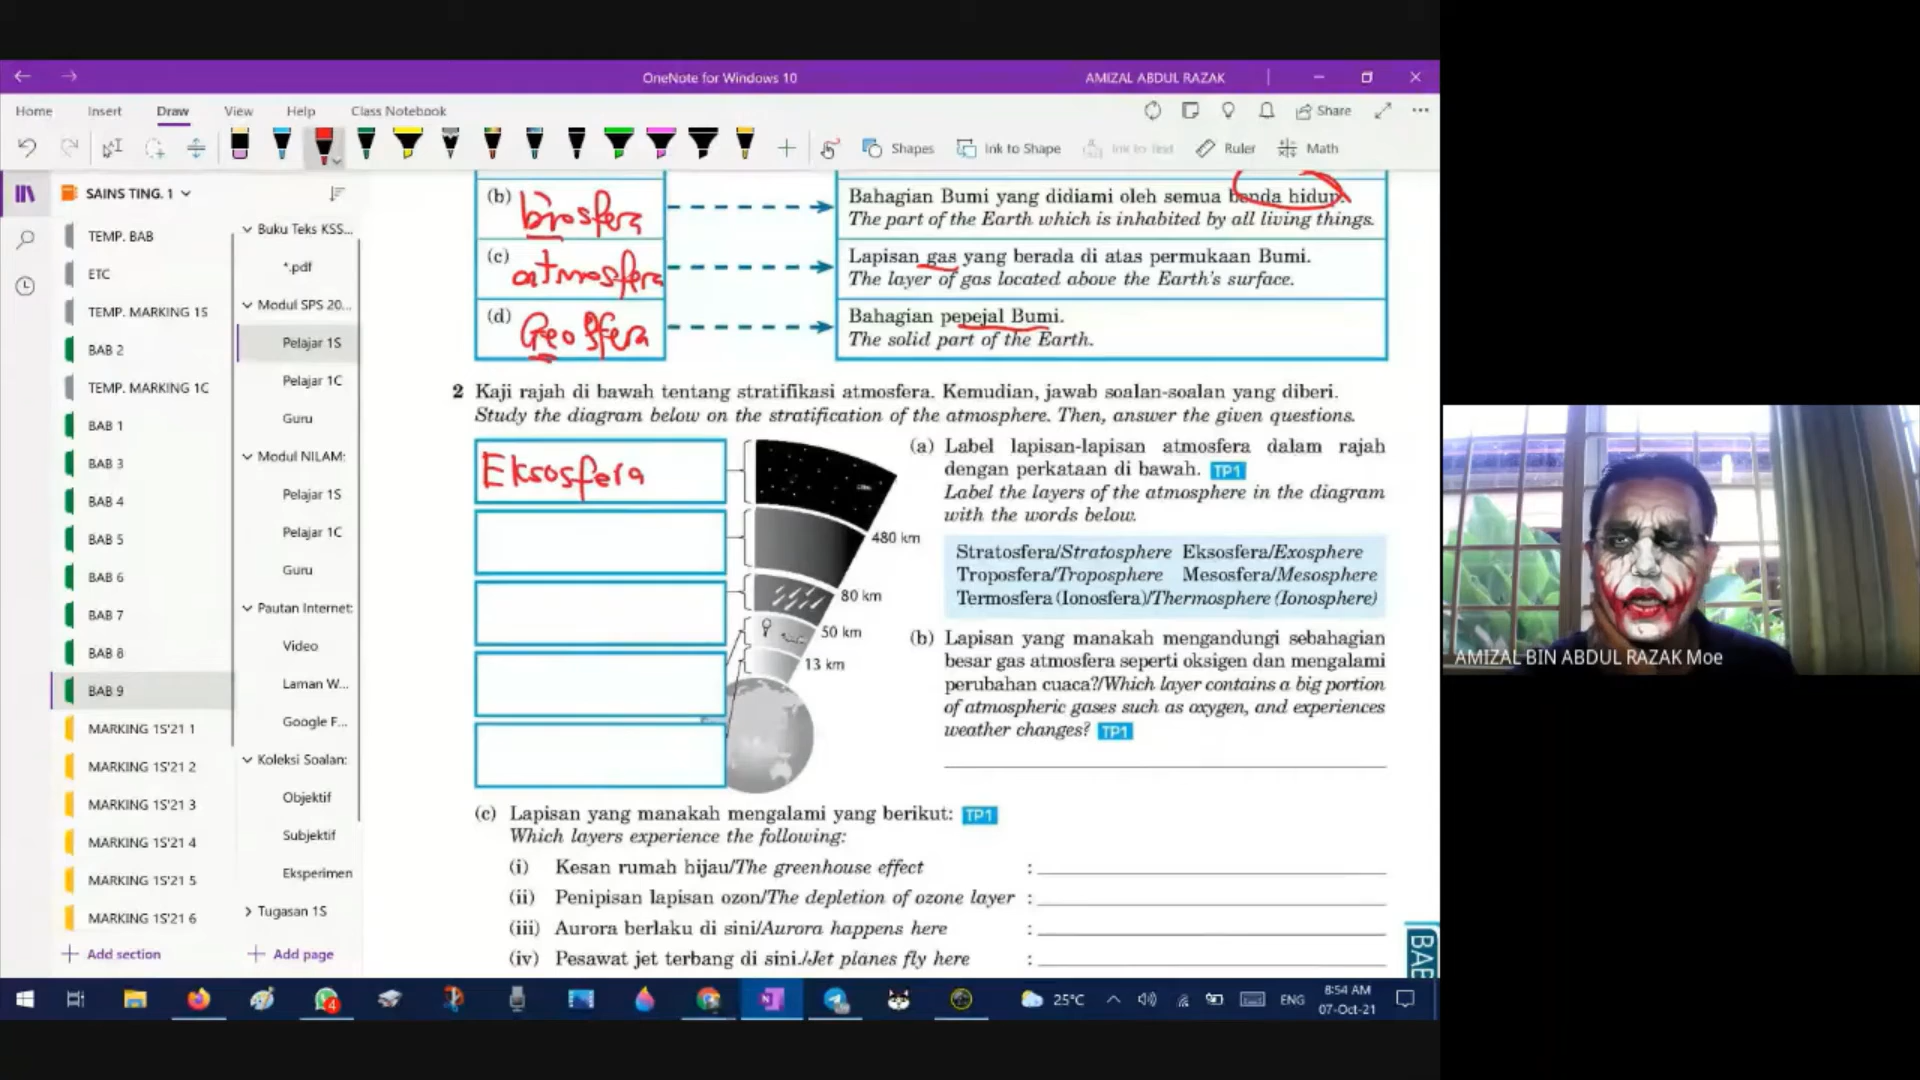 OneNote for Windows 10
AMIZAL ABDUL RAZAK
Home Insert Draw View Help Class Notebook
Share
Shapes Ink to Shape Ink to Text Ruler Math
SAINS TING. 1
TEMP. BAB
ETC
TEMP. MARKING 1S
BAB 2
TEMP. MARKING 1C
BAB 1
BAB 3
BAB 4
BAB 5
BAB 6
BAB 7
BAB 8
BAB 9
MARKING 1S'21 1
MARKING 1S'21 2
MARKING 1S'21 3
MARKING 1S'21 4
MARKING 1S'21 5
MARKING 1S'21 6
Add section
Buku Teks KSS...
*.pdf
Modul SPS 20...
Pelajar 1S
Pelajar 1C
Guru
Modul NILAM:
Pelajar 1S
Pelajar 1C
Guru
Pautan Internet:
Video
Laman W...
Google F...
Koleksi Soalan:
Objektif
Subjektif
Eksperimen
Tugasan 1S
Add page
(b) biosfera
Bahagian Bumi yang didiami oleh semua benda hidup.
The part of the Earth which is inhabited by all living things.
(c) atmosfera
Lapisan gas yang berada di atas permukaan Bumi.
The layer of gas located above the Earth's surface.
(d) Geosfera
Bahagian pepejal Bumi.
The solid part of the Earth.
2 Kaji rajah di bawah tentang stratifikasi atmosfera. Kemudian, jawab soalan-soalan yang diberi.
Study the diagram below on the stratification of the atmosphere. Then, answer the given questions.
Eksosfera
480 km
80 km
50 km
13 km
(a) Label lapisan-lapisan atmosfera dalam rajah
dengan perkataan di bawah. TP1
Label the layers of the atmosphere in the diagram
with the words below.
Stratosfera/Stratosphere Eksosfera/Exosphere
Troposfera/Troposphere Mesosfera/Mesosphere
Termosfera (Ionosfera)/Thermosphere (Ionosphere)
(b) Lapisan yang manakah mengandungi sebahagian
besar gas atmosfera seperti oksigen dan mengalami
perubahan cuaca?/Which layer contains a big portion
of atmospheric gases such as oxygen, and experiences
weather changes? TP1
(c) Lapisan yang manakah mengalami yang berikut: TP1
Which layers experience the following:
(i) Kesan rumah hijau/The greenhouse effect :
(ii) Penipisan lapisan ozon/The depletion of ozone layer :
(iii) Aurora berlaku di sini/Aurora happens here :
(iv) Pesawat jet terbang di sini./Jet planes fly here :
BAB
AMIZAL BIN ABDUL RAZAK Moe
4
25°C
ENG
8:54 AM
07-Oct-21